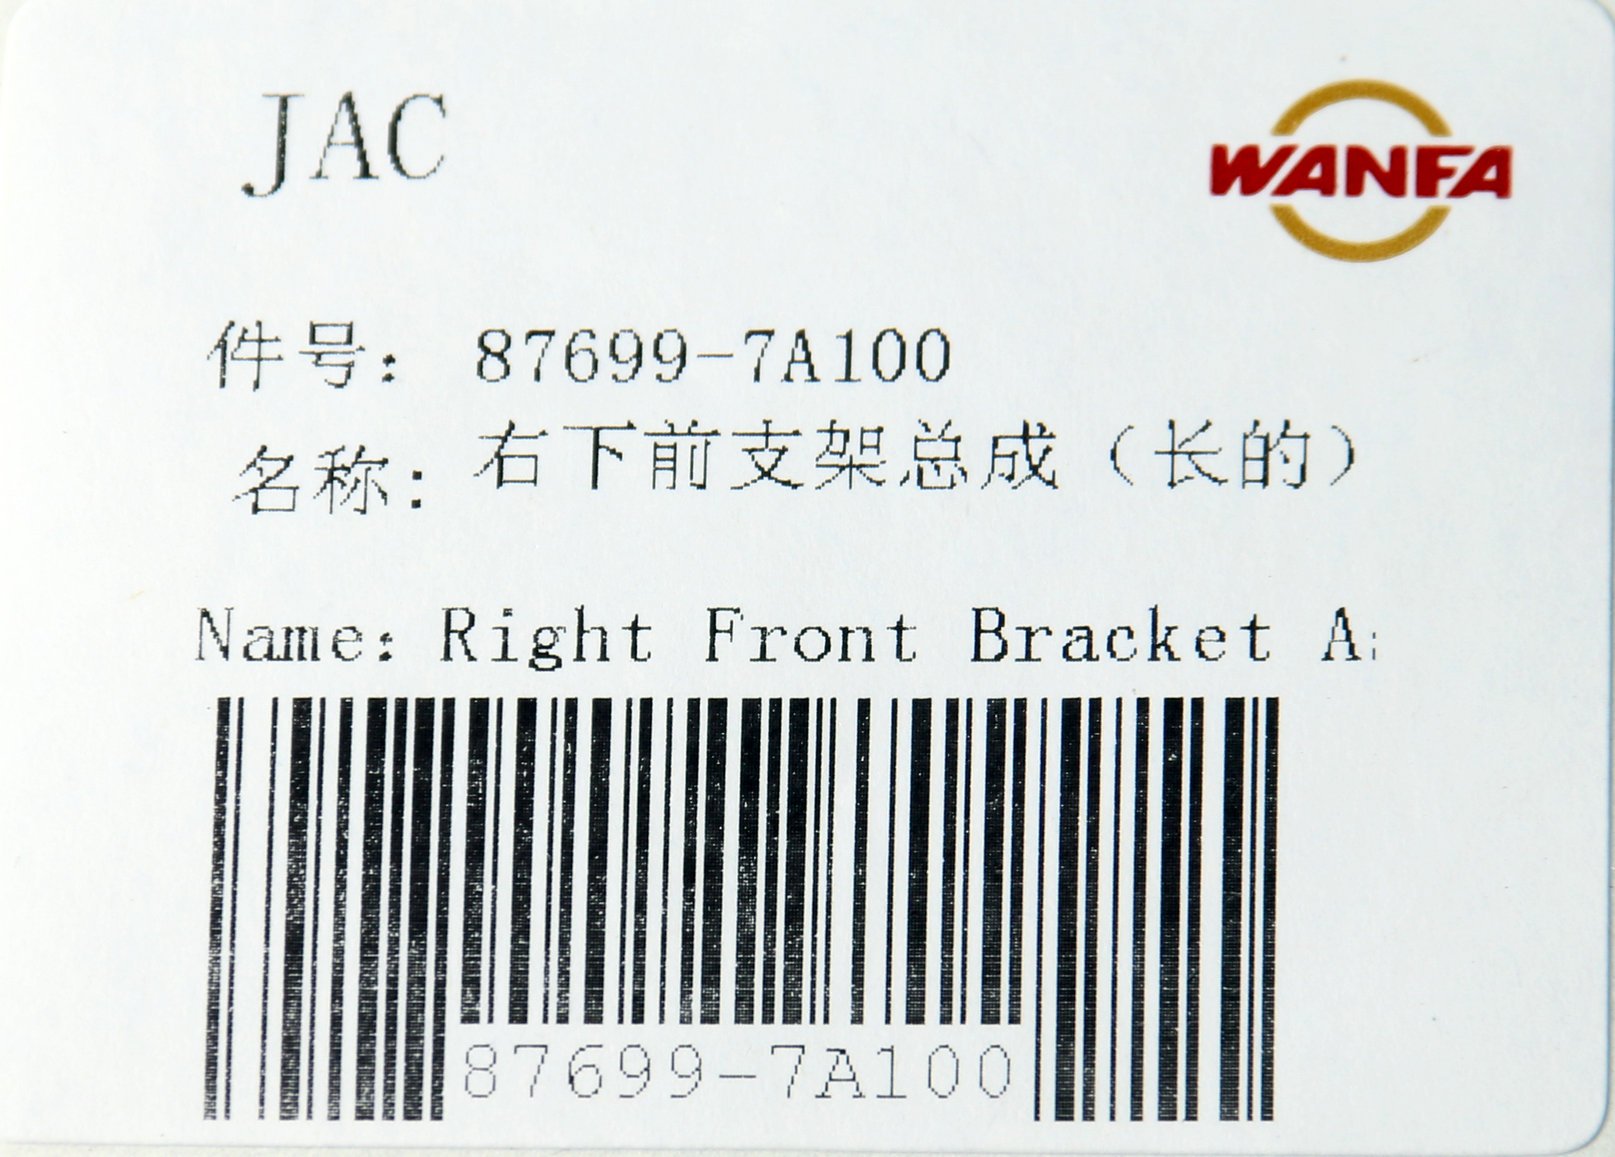 JAC
WANFA
件号： 87699-7A100
名称： 右下前支架总成（长的）
Name: Right Front Bracket A
87699-7A100